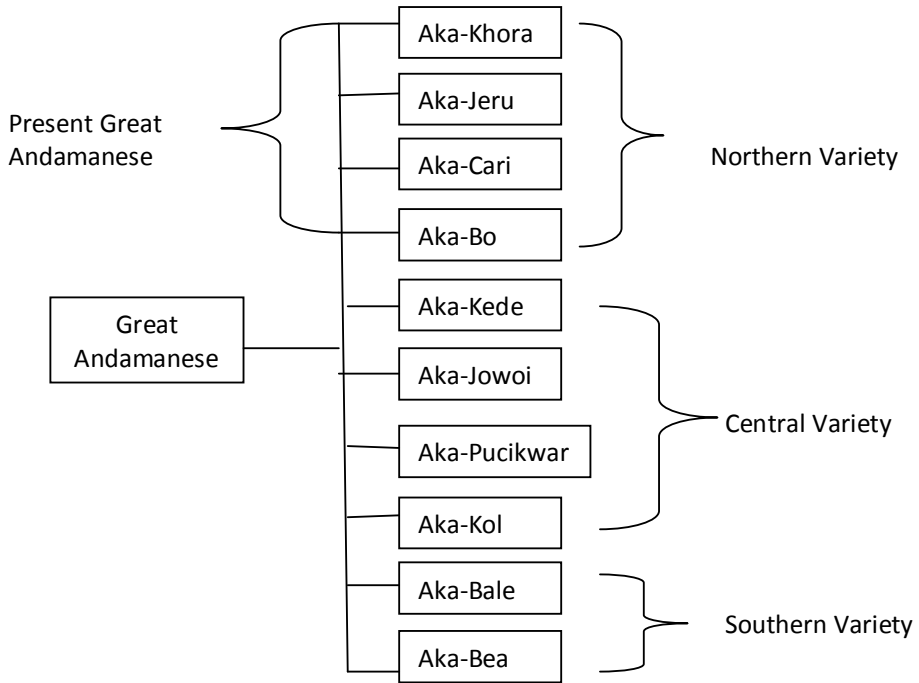 Aka-Khora
Aka-Jeru
Present Great
Andamanese
Aka-Cari
Northern Variety
Aka-Bo
Aka-Kede
Great
Andamanese
Aka-Jowoi
Central Variety
Aka-Pucikwar
Aka-Kol
Aka-Bale
Southern Variety
Aka-Bea